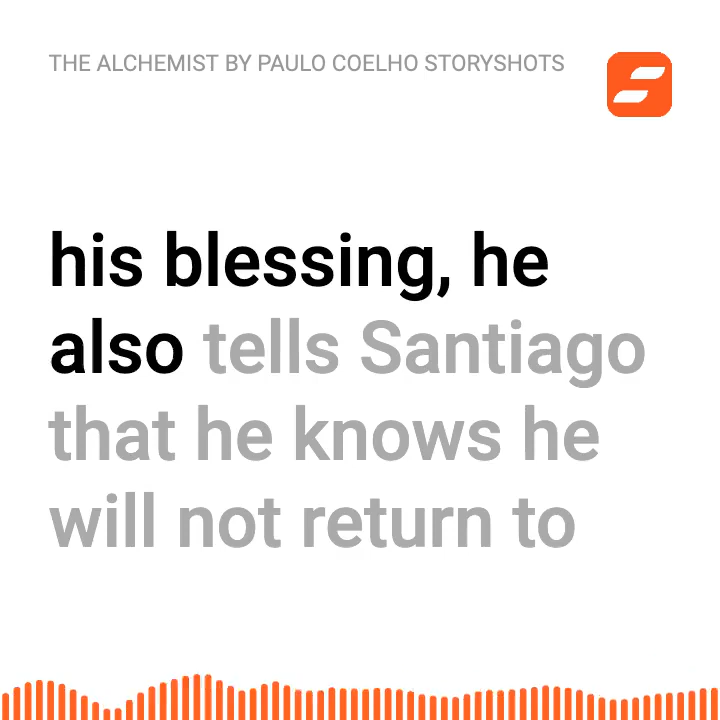 THE ALCHEMIST BY PAULO COELHO STORYSHOTS
his blessing, he
also tells Santiago
that he knows he
will not return to